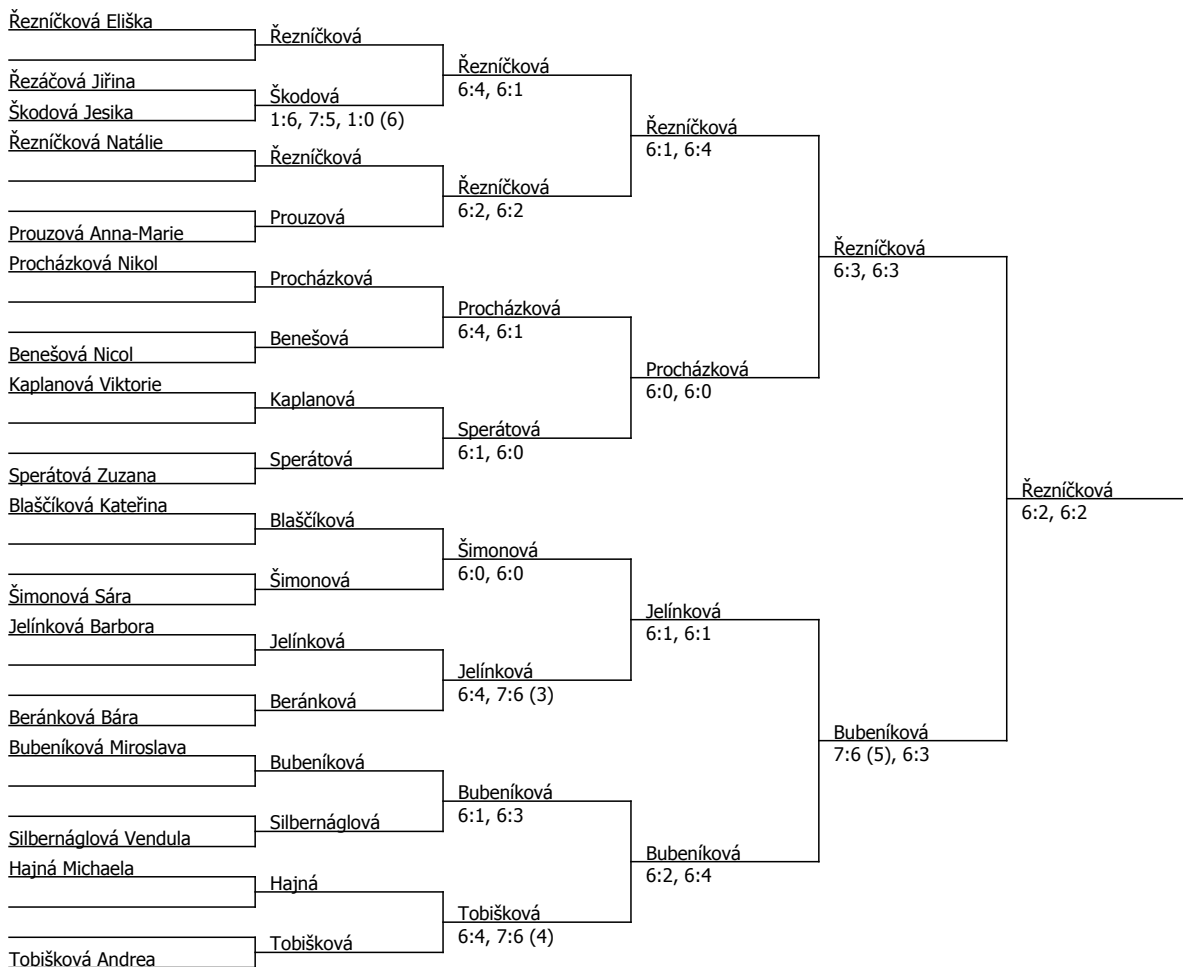 Řezníčková Eliška
Řezáčová Jiřina
Škodová Jesika
Řezníčková Natálie
Prouzová Anna-Marie
Procházková Nikol
Benešová Nicol
Kaplanová Viktorie
Sperátová Zuzana
Blaščíková Kateřina
Šimonová Sára
Jelínková Barbora
Beránková Bára
Bubeníková Miroslava
Silbernáglová Vendula
Hajná Michaela
Tobišková Andrea
Řezníčková
Škodová
1:6, 7:5, 1:0 (6)
Řezníčková
Prouzová
Procházková
Benešová
Kaplanová
Sperátová
Blaščíková
Šimonová
Jelínková
Beránková
Bubeníková
Silbernáglová
Hajná
Tobišková
Řezníčková
6:4, 6:1
Řezníčková
6:2, 6:2
Procházková
6:4, 6:1
Sperátová
6:1, 6:0
Šimonová
6:0, 6:0
Jelínková
6:4, 7:6 (3)
Bubeníková
6:1, 6:3
Tobišková
6:4, 7:6 (4)
Řezníčková
6:1, 6:4
Procházková
6:0, 6:0
Jelínková
6:1, 6:1
Bubeníková
6:2, 6:4
Řezníčková
6:3, 6:3
Bubeníková
7:6 (5), 6:3
Řezníčková
6:2, 6:2